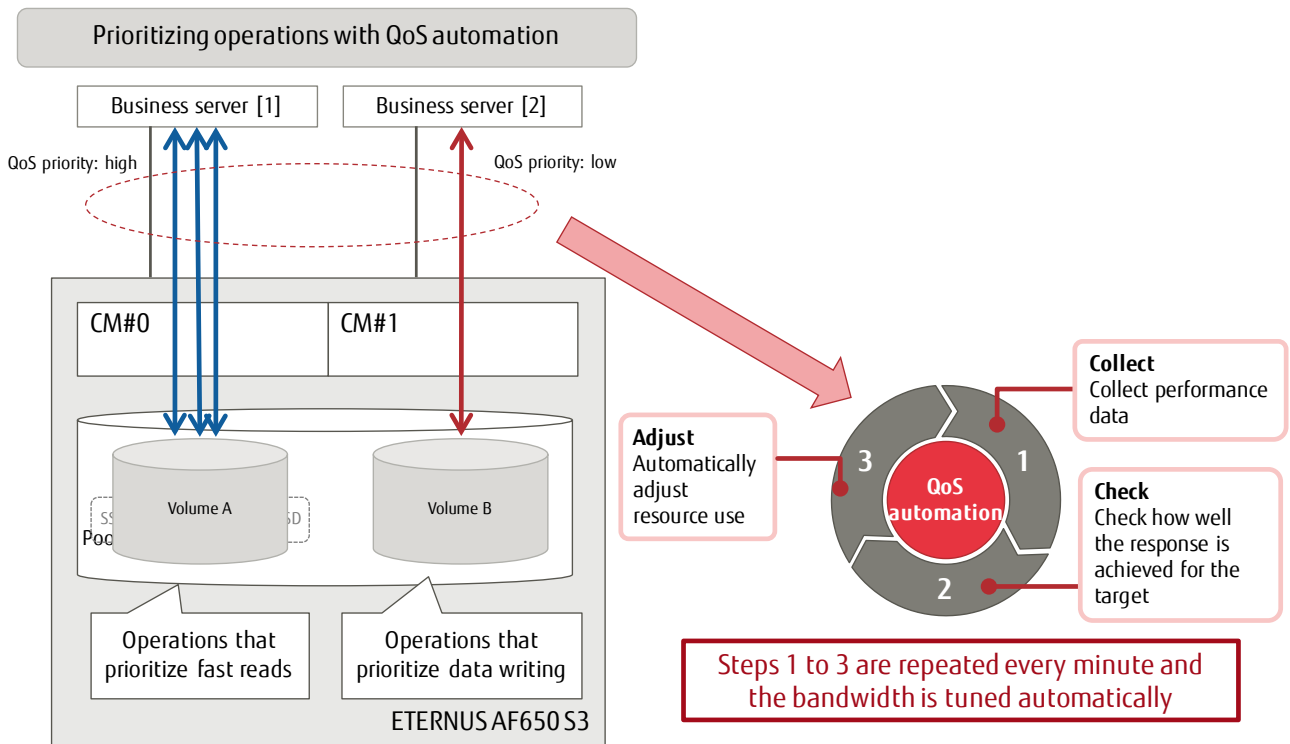 Prioritizing operations with QoS automation
Business server [1]
Business server [2]
QoS priority: high
QoS priority: low
CM#0
CM#1
Volume A
Volume B
Operations that
prioritize fast reads
Operations that
prioritize data writing
ETERNUS AF650 S3
Collect
Collect performance
data
Adjust
Automatically
adjust
resource use
3
1
QoS
automation
2
Check
Check how well
the response is
achieved for the
target
Steps 1 to 3 are repeated every minute and
the bandwidth is tuned automatically